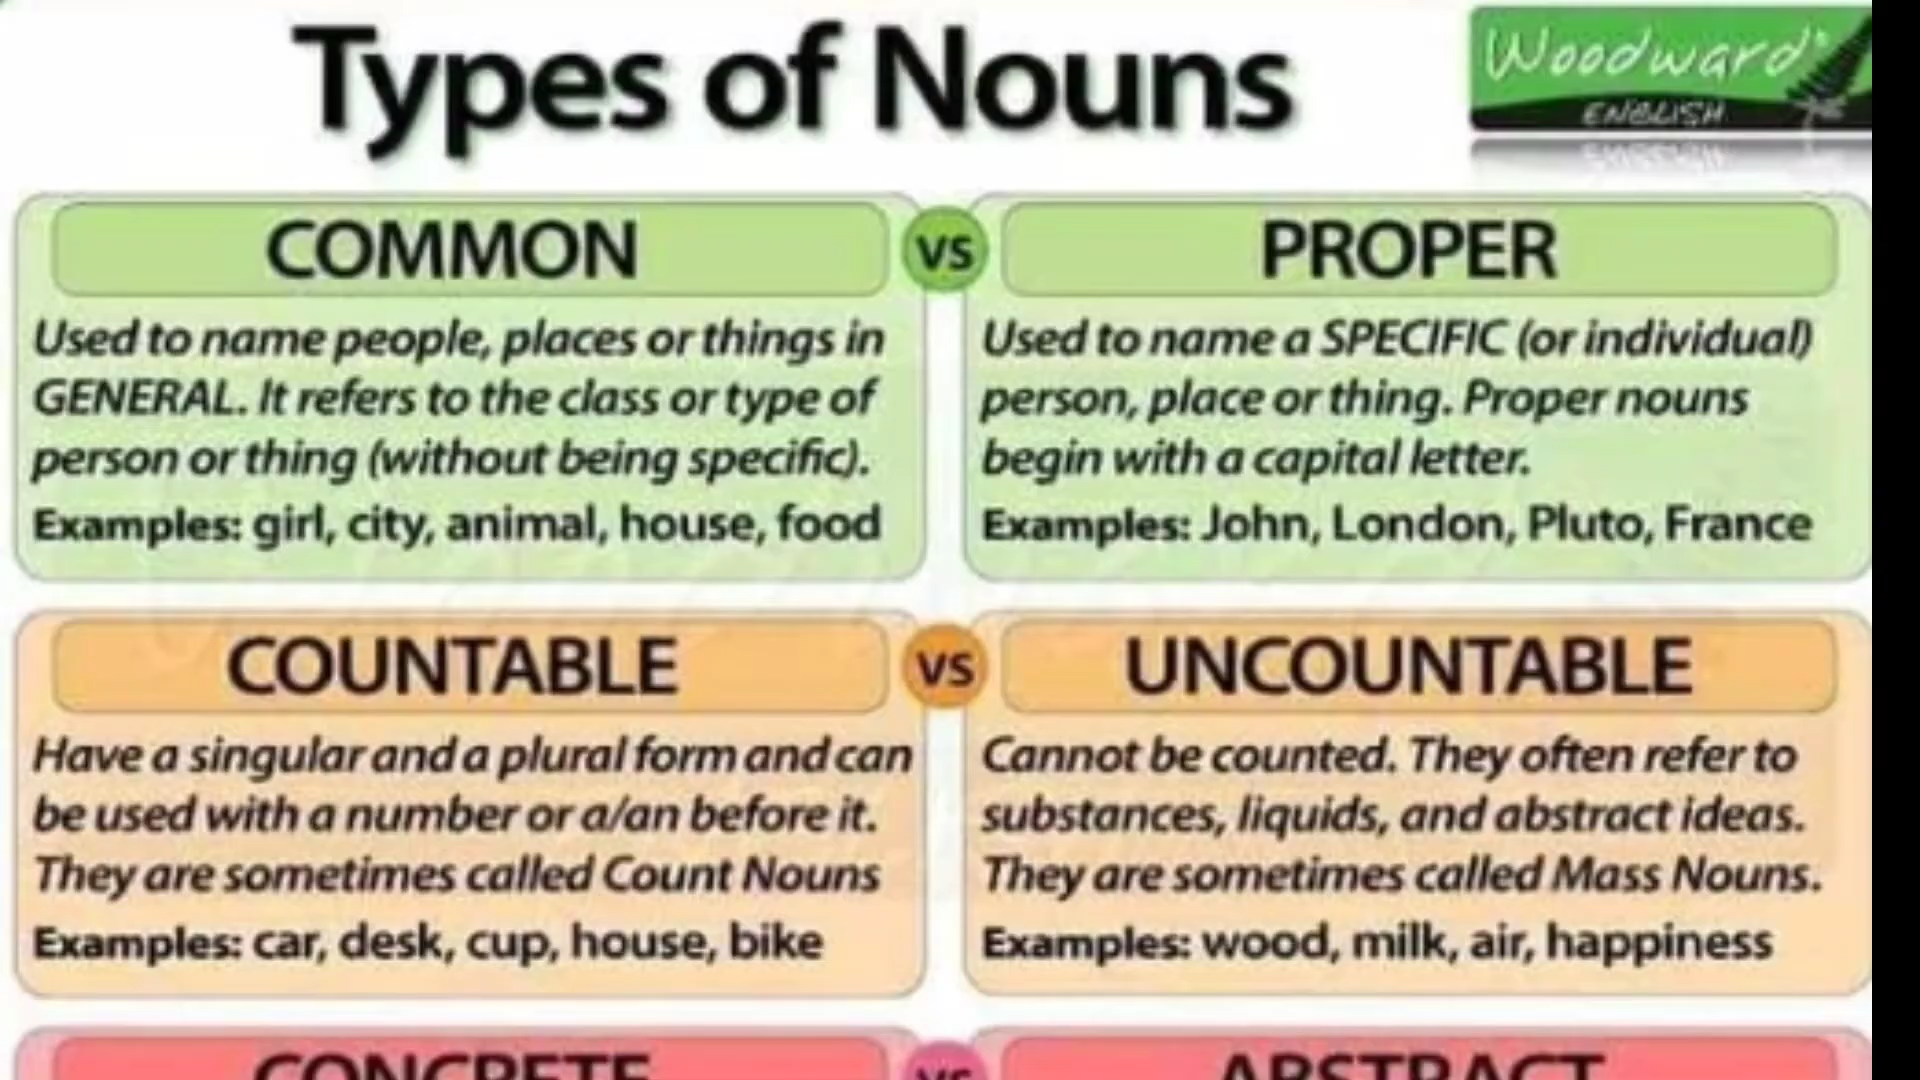 Types of Nouns
Woodward®
ENGLISH
COMMON
VS
PROPER
Used to name people, places or things in
GENERAL. It refers to the class or type of
person or thing (without being specific).
Examples: girl, city, animal, house, food
Used to name a SPECIFIC (or individual)
person, place or thing. Proper nouns
begin with a capital letter.
Examples: John, London, Pluto, France
COUNTABLE
VS
UNCOUNTABLE
Have a singular and a plural form and can
be used with a number or a/an before it.
They are sometimes called Count Nouns
Examples: car, desk, cup, house, bike
Cannot be counted. They often refer to
substances, liquids, and abstract ideas.
They are sometimes called Mass Nouns.
Examples: wood, milk, air, happiness
CONCRETE
VS
ABSTRACT